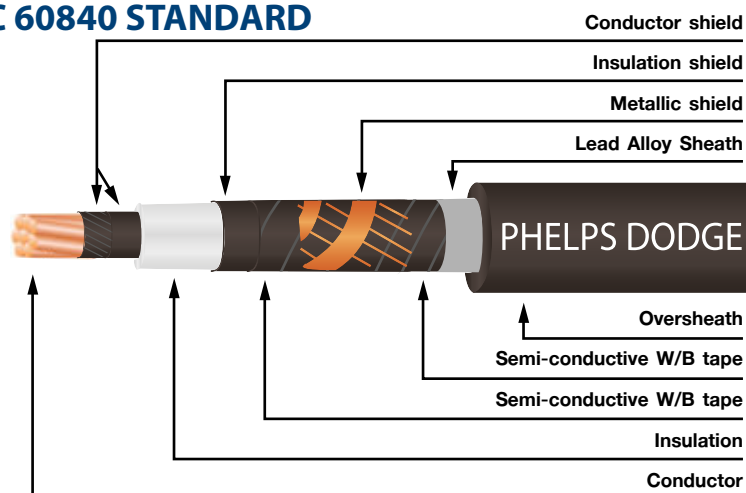 C 60840 STANDARD
Conductor shield
Insulation shield
Metallic shield
Lead Alloy Sheath
PHELPS DODGE
Oversheath
Semi-conductive W/B tape
Semi-conductive W/B tape
Insulation
Conductor